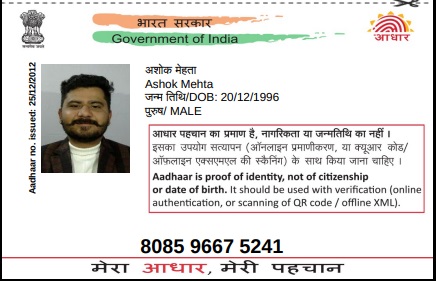 भारत सरकार
Government of India
आधार
Aadhaar no. issued: 25/12/2012
अशोक मेहता
Ashok Mehta
जन्म तिथि/DOB: 20/12/1996
पुरुष/ MALE
आधार पहचान का प्रमाण है, नागरिकता या जन्मतिथि का नहीं ।
इसका उपयोग सत्यापन (ऑनलाइन प्रमाणीकरण, या क्यूआर कोड/
ऑफ़लाइन एक्सएमएल की स्कैनिंग) के साथ किया जाना चाहिए ।
Aadhaar is proof of identity, not of citizenship
or date of birth. It should be used with verification (online
authentication, or scanning of QR code / offline XML).
8085 9667 5241
मेरा आधार, मेरी पहचान